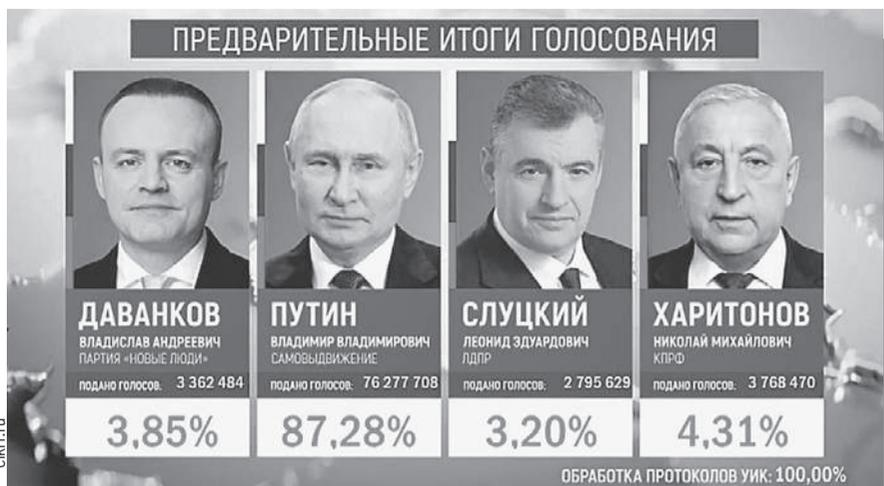 ПРЕДВАРИТЕЛЬНЫЕ ИТОГИ ГОЛОСОВАНИЯ
ДАВАНКОВ
ВЛАДИСЛАВ АНДРЕЕВИЧ
ПАРТИЯ «НОВЫЕ ЛЮДИ»
ПОДАНО ГОЛОСОВ: 3 362 484
3,85%
ПУТИН
ВЛАДИМИР ВЛАДИМИРОВИЧ
САМОВЫДВИЖЕНИЕ
ПОДАНО ГОЛОСОВ: 76 277 708
87,28%
СЛУЦКИЙ
ЛЕОНИД ЭДУАРДОВИЧ
ЛДПР
ПОДАНО ГОЛОСОВ: 2 795 629
3,20%
ХАРИТОНОВ
НИКОЛАЙ МИХАЙЛОВИЧ
КПРФ
ПОДАНО ГОЛОСОВ: 3 768 470
4,31%
ОБРАБОТКА ПРОТОКОЛОВ УИК: 100,00%
cikrf.ru